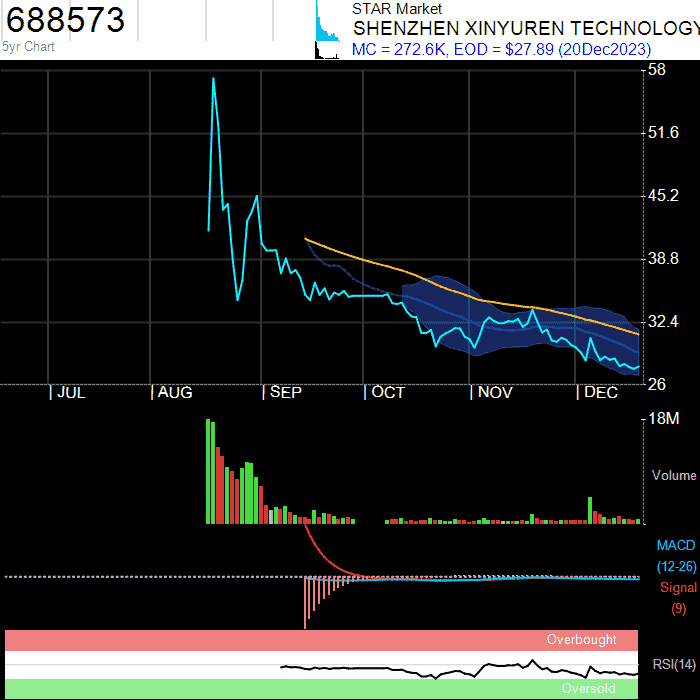 688573
5yr Chart
STAR Market
SHENZHEN XINYUREN TECHNOLOGY
MC = 272.6K, EOD = $27.89 (20Dec2023)
58
51.6
45.2
38.8
32.4
26
| JUL | AUG | SEP | OCT | NOV | DEC
18M
Volume
MACD
(12-26)
Signal
(9)
Overbought
RSI(14)
Oversold